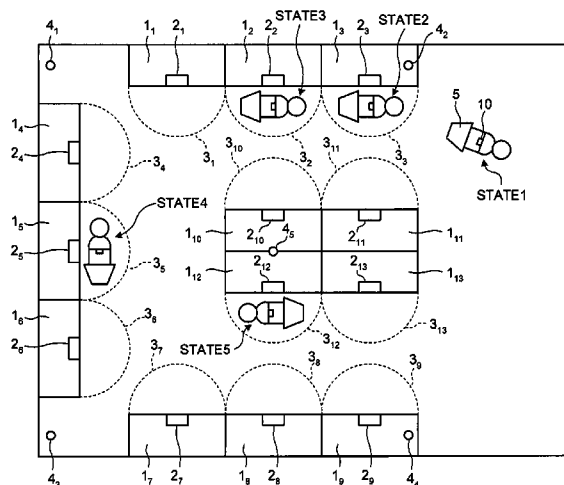 STATE3
STATE2
4₁ 1₁ 2₁ 1₂ 2₂ 1₃ 2₃ 4₂
5 10
1₄
2₄ 3₄ 3₁ 3₁₀ 3₂ 3₁₁ 3₃
STATE1
STATE4
1₅
2₅ 3₅ 1₁₀ 2₁₀ 4₅ 2₁₁ 1₁₁
1₁₂ 2₁₂ 2₁₃ 1₁₃
1₆
2₆ 3₆ STATE5 3₁₂ 3₁₃
3₇ 3₈ 3₉
4₃ 1₇ 2₇ 1₈ 2₈ 1₉ 2₉ 4₄